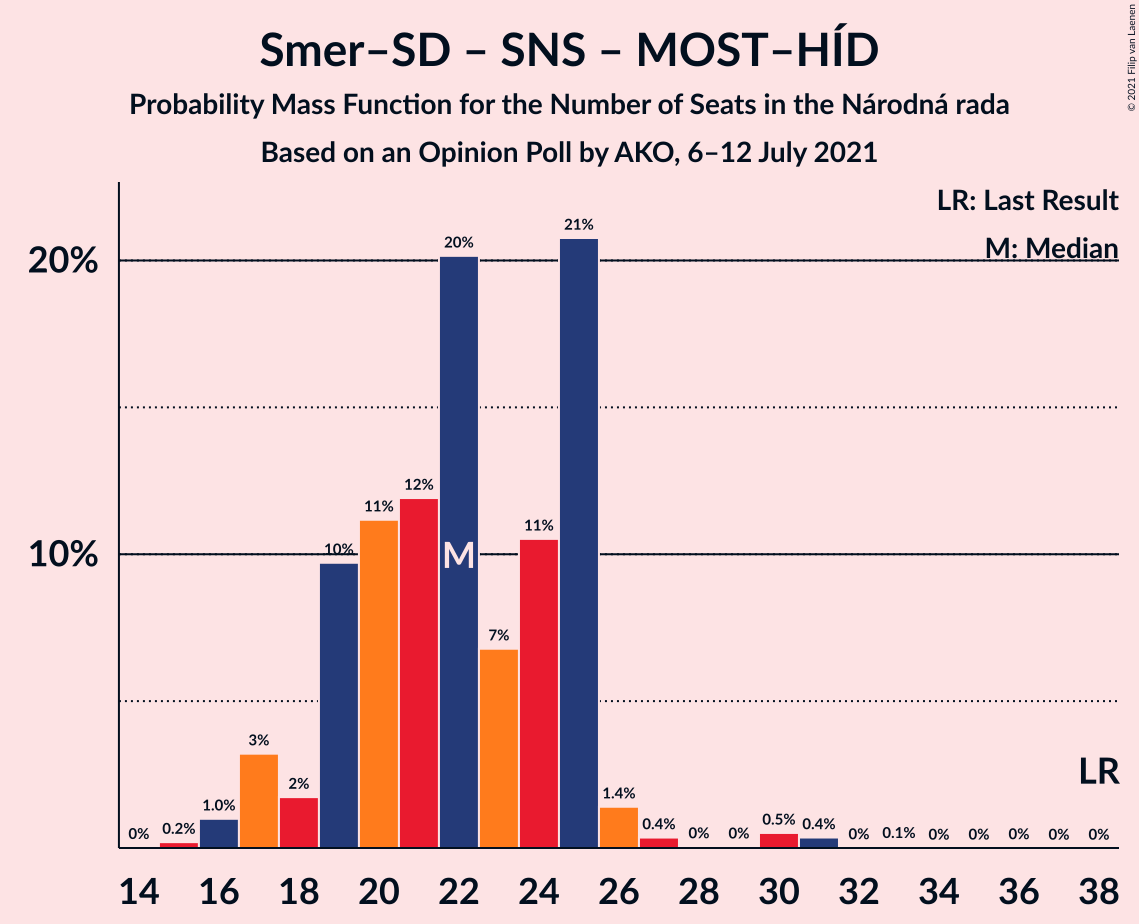 Smer–SD – SNS – MOST–HÍD
Probability Mass Function for the Number of Seats in the Národná rada
Based on an Opinion Poll by AKO, 6–12 July 2021
© 2021 Filip van Laenen
LR: Last Result
M: Median
20%
10%
0% 0.2% 1.0% 3% 2% 10% 11% 12% 20% 7% 11% 21% 1.4% 0.4% 0% 0% 0.5% 0.4% 0% 0.1% 0% 0% 0% 0% 0%
M
LR
14 16 18 20 22 24 26 28 30 32 34 36 38